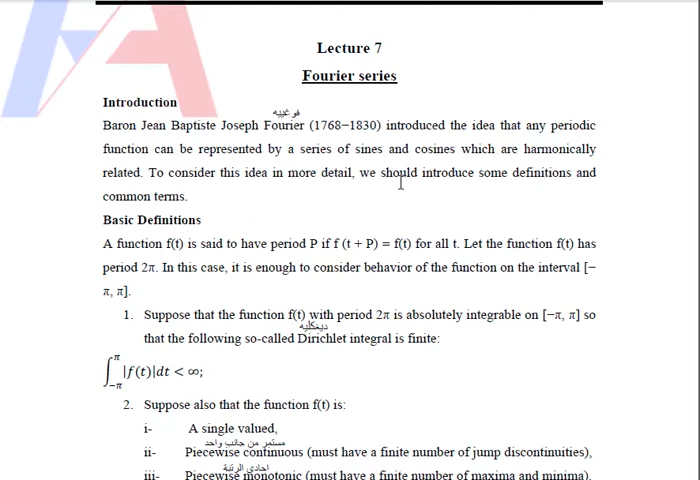 Lecture 7
Fourier series
Introduction
فوغييه
Baron Jean Baptiste Joseph Fourier (1768–1830) introduced the idea that any periodic
function can be represented by a series of sines and cosines which are harmonically
related. To consider this idea in more detail, we should introduce some definitions and
common terms.
Basic Definitions
A function f(t) is said to have period P if f (t + P) = f(t) for all t. Let the function f(t) has
period 2π. In this case, it is enough to consider behavior of the function on the interval [−
π, π].
1. Suppose that the function f(t) with period 2π is absolutely integrable on [−π, π] so
ديغكليه
that the following so-called Dirichlet integral is finite:
∫_{−π}^{π} |f(t)|dt < ∞;
2. Suppose also that the function f(t) is:
i- A single valued,
مستمر من جانب واحد
ii- Piecewise continuous (must have a finite number of jump discontinuities),
احادي الرتبة
iii- Piecewise monotonic (must have a finite number of maxima and minima).